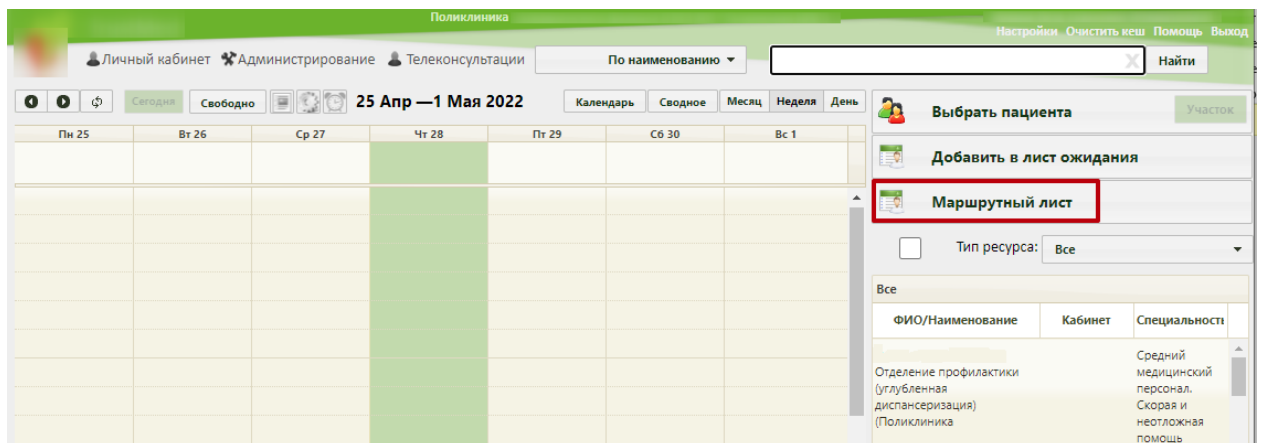 Поликлиника
Настройки Очистить кеш Помощь Выход
Личный кабинет Администрирование Телеконсультации По наименованию X Найти
Сегодня Свободно 25 Апр —1 Мая 2022 Календарь Сводное Месяц Неделя День
Выбрать пациента Участок
Пн 25 Вт 26 Ср 27 Чт 28 Пт 29 Сб 30 Вс 1
Добавить в лист ожидания
Маршрутный лист
Тип ресурса: Все
Все
ФИО/Наименование Кабинет Специальность
Средний
Отделение профилактики медицинский
(углубленная персонал.
диспансеризация) Скорая и
(Поликлиника неотложная
помощь